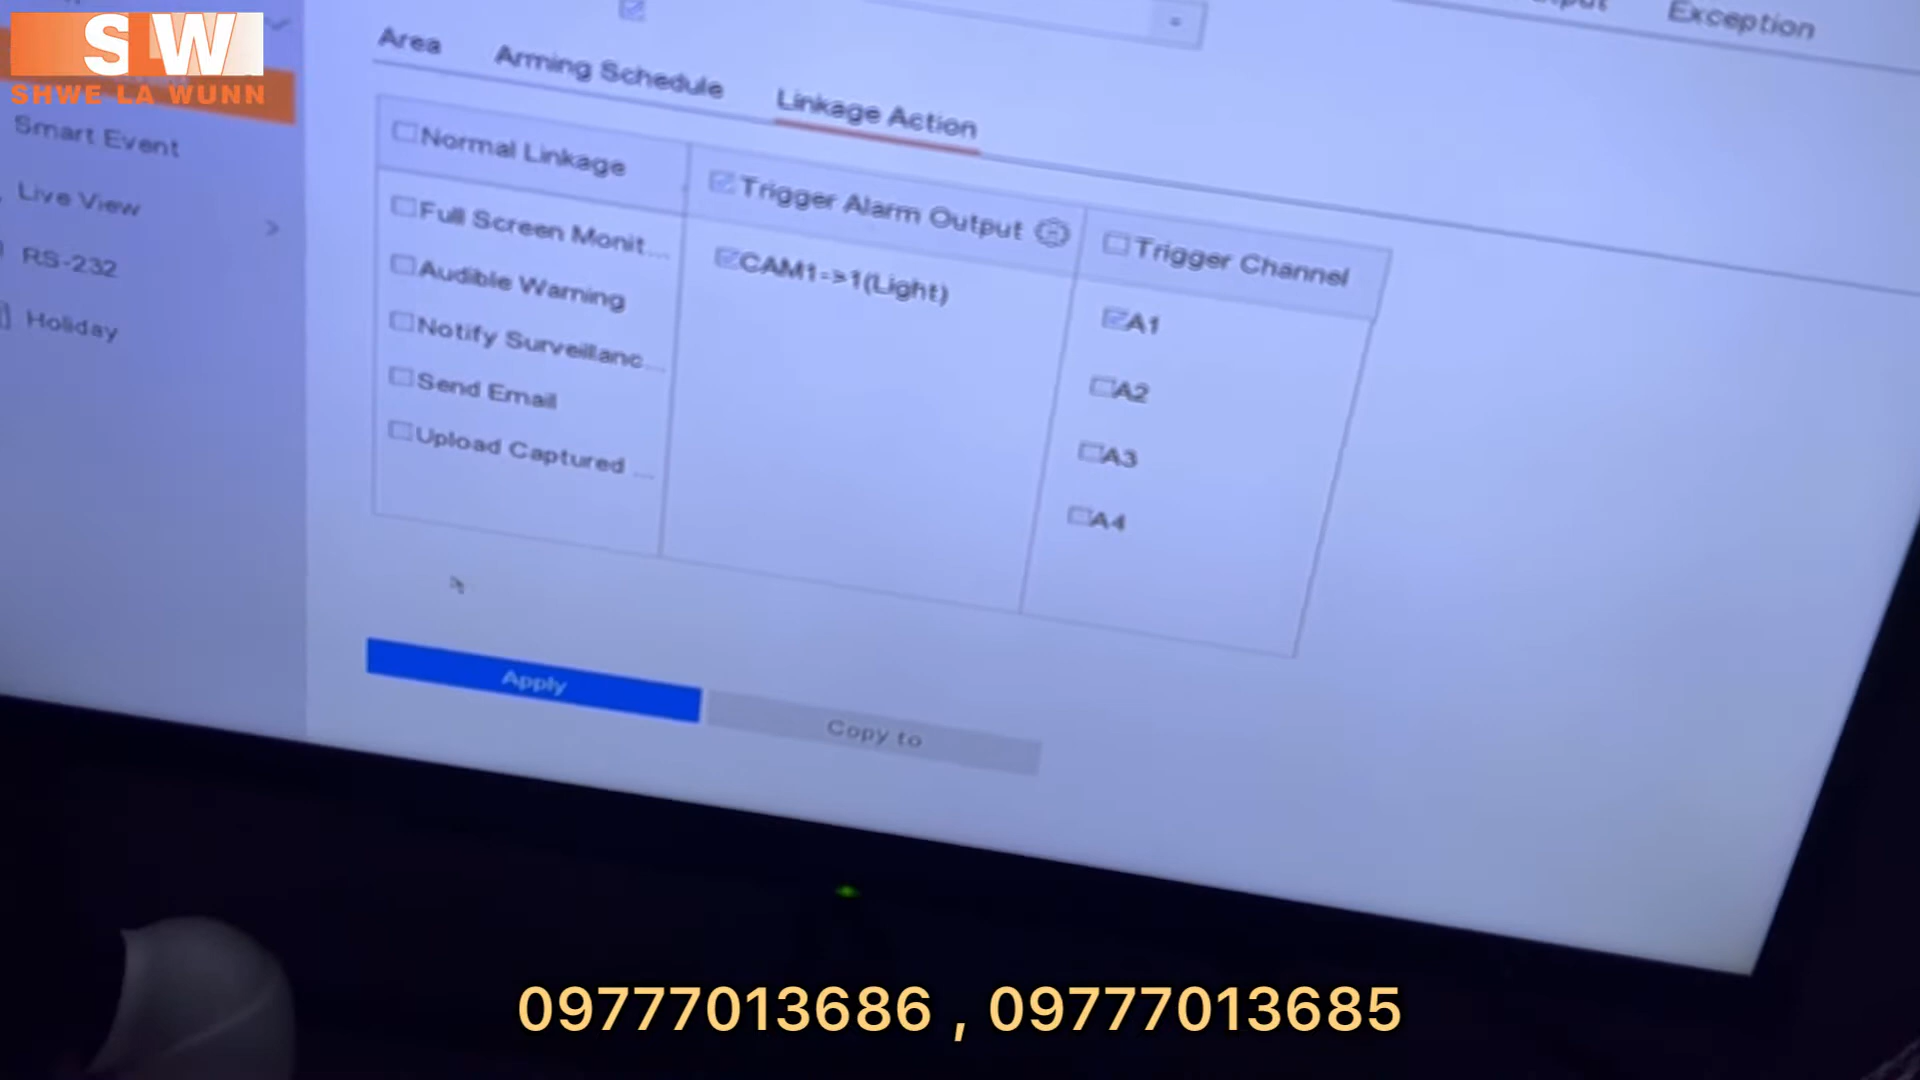 SLW
SHWE LA WUNN
Exception
Area
Arming Schedule
Linkage Action
Smart Event
Live View
RS-232
Holiday
Normal Linkage
Full Screen Monit...
Audible Warning
Notify Surveillanc...
Send Email
Upload Captured ...
Trigger Alarm Output
CAM1->1(Light)
Trigger Channel
A1
A2
A3
A4
Apply
Copy to
09777013686 , 09777013685